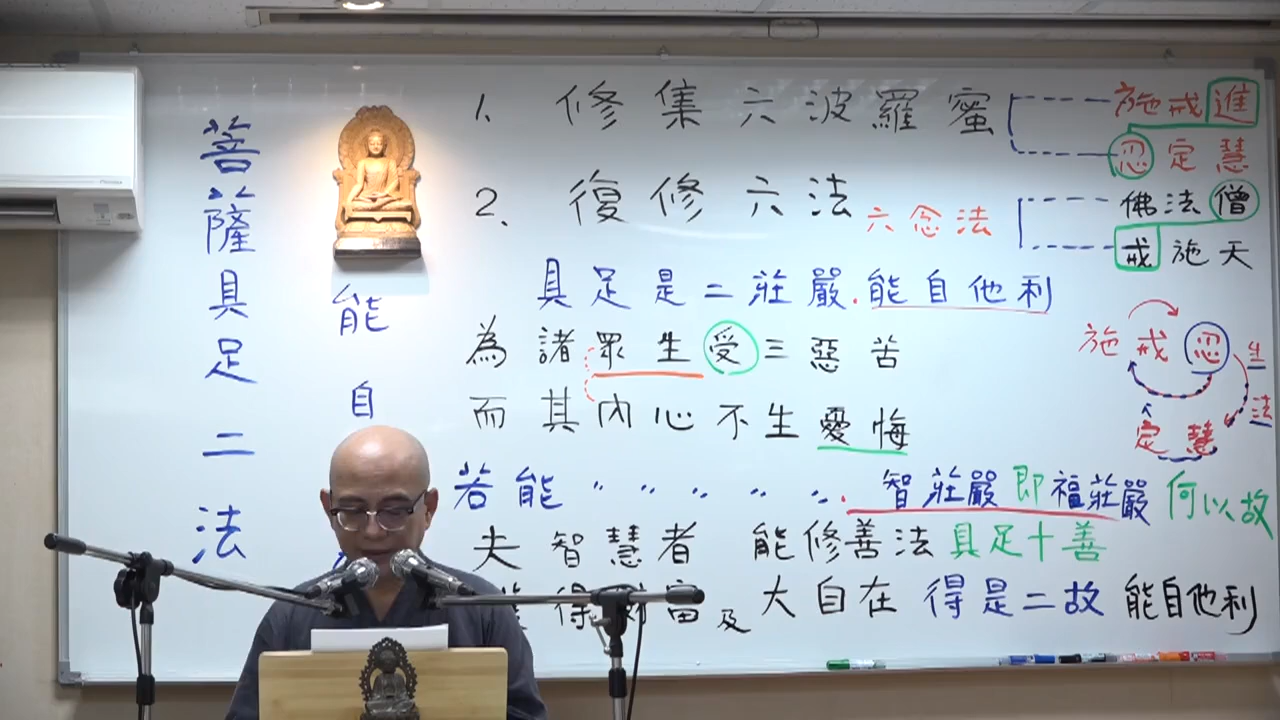 菩薩具足二法
能自
1. 修集六波羅蜜
施戒進
忍定慧
2、復修六法 六念法
佛法僧
戒施天
具足是二莊嚴.能自他利
為諸眾生受三惡苦
而其內心不生憂悔
施戒忍 生
定慧 法
若能〃〃〃〃〃.智莊嚴即福莊嚴 何以故
夫智慧者 能修善法具足十善
得財富及大自在 得是二故 能自他利